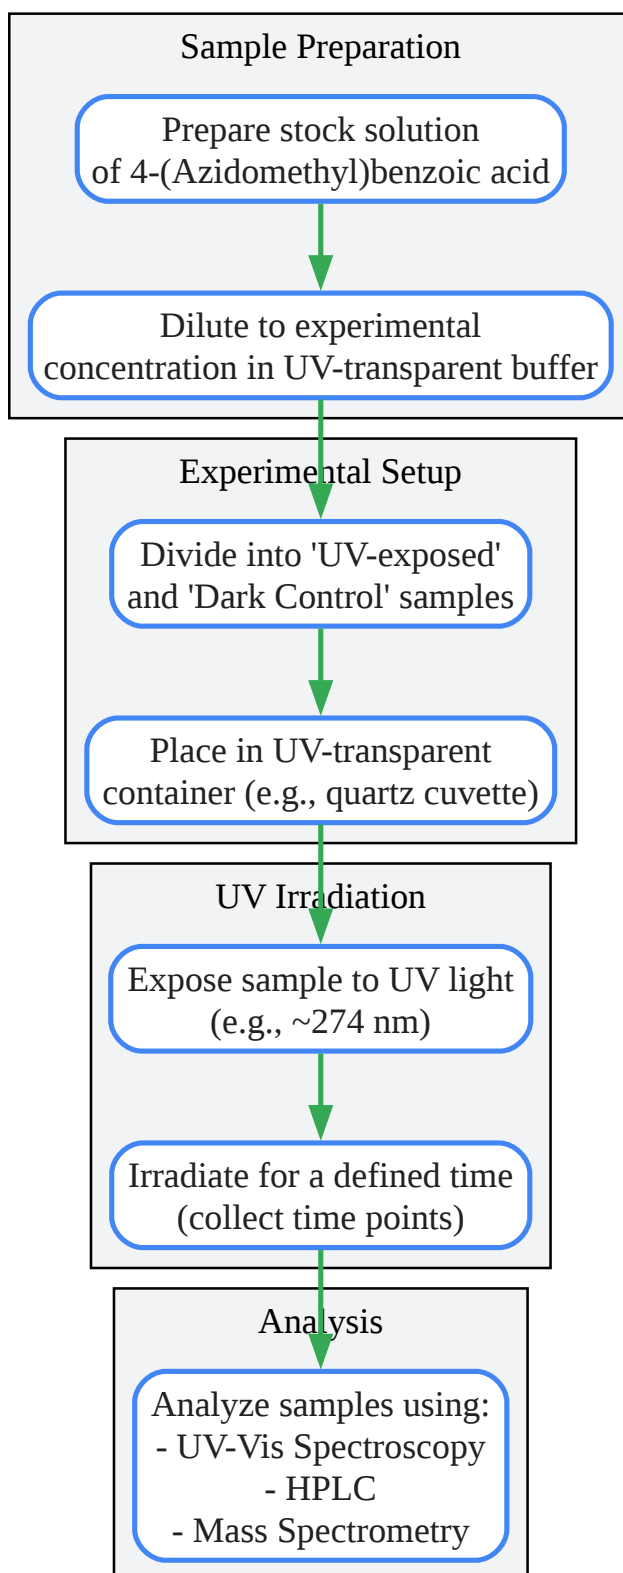 Sample Preparation
Prepare stock solution
of 4-(Azidomethyl)benzoic acid
Dilute to experimental
concentration in UV-transparent buffer
Experimental Setup
Divide into 'UV-exposed'
and 'Dark Control' samples
Place in UV-transparent
container (e.g., quartz cuvette)
UV Irradiation
Expose sample to UV light
(e.g., ~274 nm)
Irradiate for a defined time
(collect time points)
Analysis
Analyze samples using:
- UV-Vis Spectroscopy
- HPLC
- Mass Spectrometry